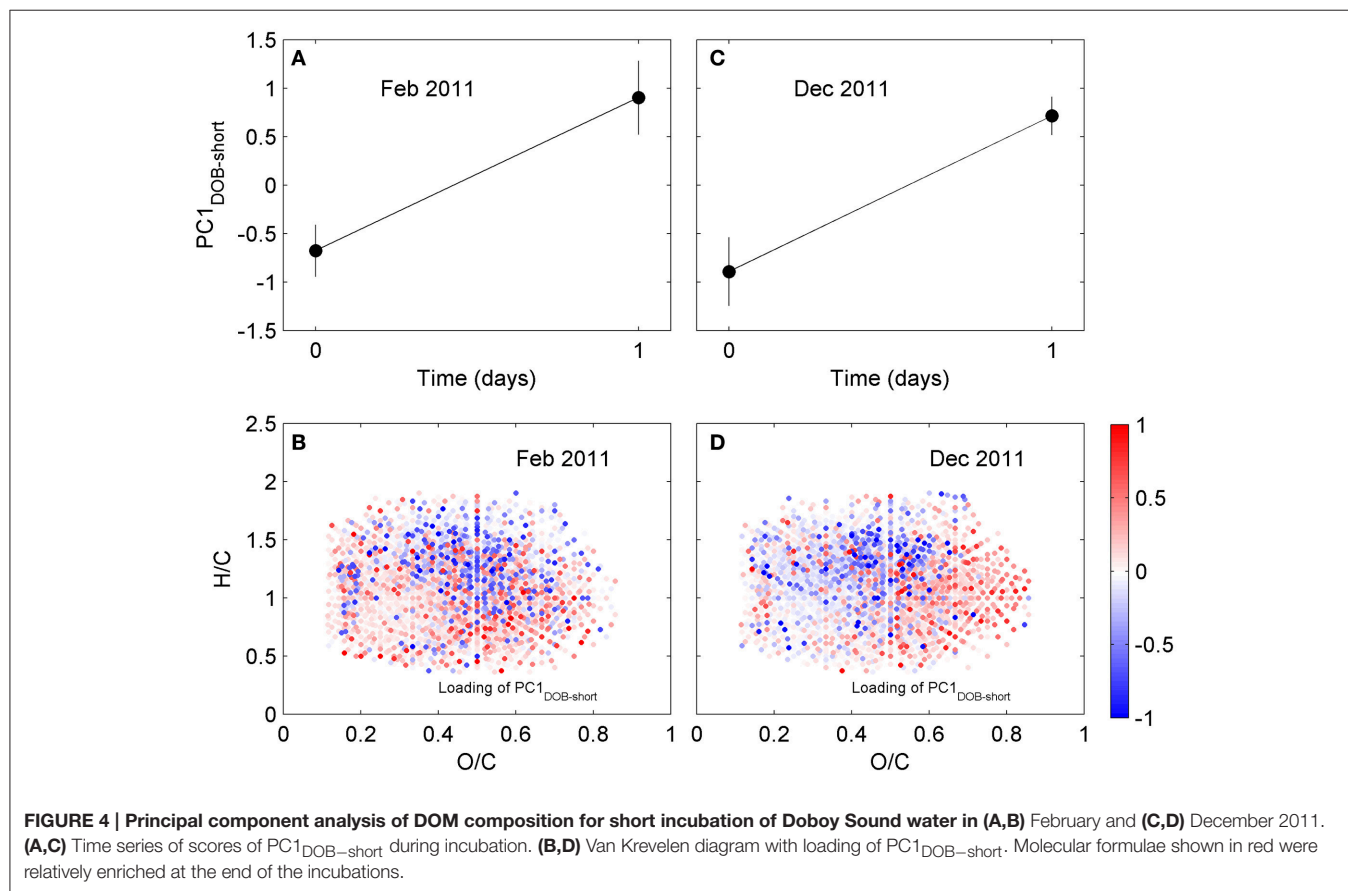 A
Feb 2011
C
Dec 2011
1.5
1
0.5
0
-0.5
-1
-1.5
PC1DOB-short
0
1
Time (days)
0
1
Time (days)
B
Feb 2011
D
Dec 2011
2.5
2
1.5
1
0.5
0
H/C
Loading of PC1DOB-short
Loading of PC1DOB-short
1
0.5
0
-0.5
-1
0
0.2
0.4
0.6
0.8
1
O/C
0
0.2
0.4
0.6
0.8
1
O/C
FIGURE 4 | Principal component analysis of DOM composition for short incubation of Doboy Sound water in (A,B) February and (C,D) December 2011.
(A,C) Time series of scores of PC1DOB−short during incubation. (B,D) Van Krevelen diagram with loading of PC1DOB−short. Molecular formulae shown in red were
relatively enriched at the end of the incubations.